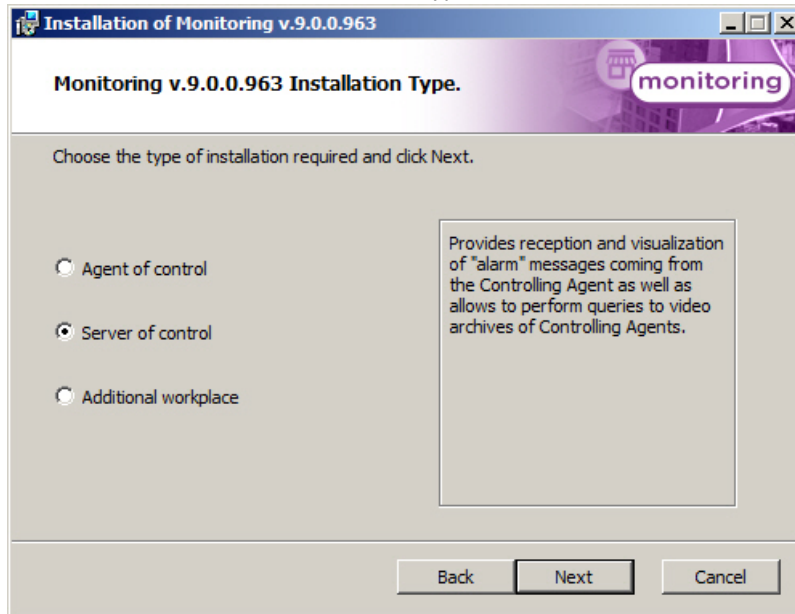 Installation of Monitoring v.9.0.0.963
Monitoring v.9.0.0.963 Installation Type.
monitoring
Choose the type of installation required and click Next.
Agent of control
Server of control
Additional workplace
Provides reception and visualization
of "alarm" messages coming from
the Controlling Agent as well as
allows to perform queries to video
archives of Controlling Agents.
Back
Next
Cancel